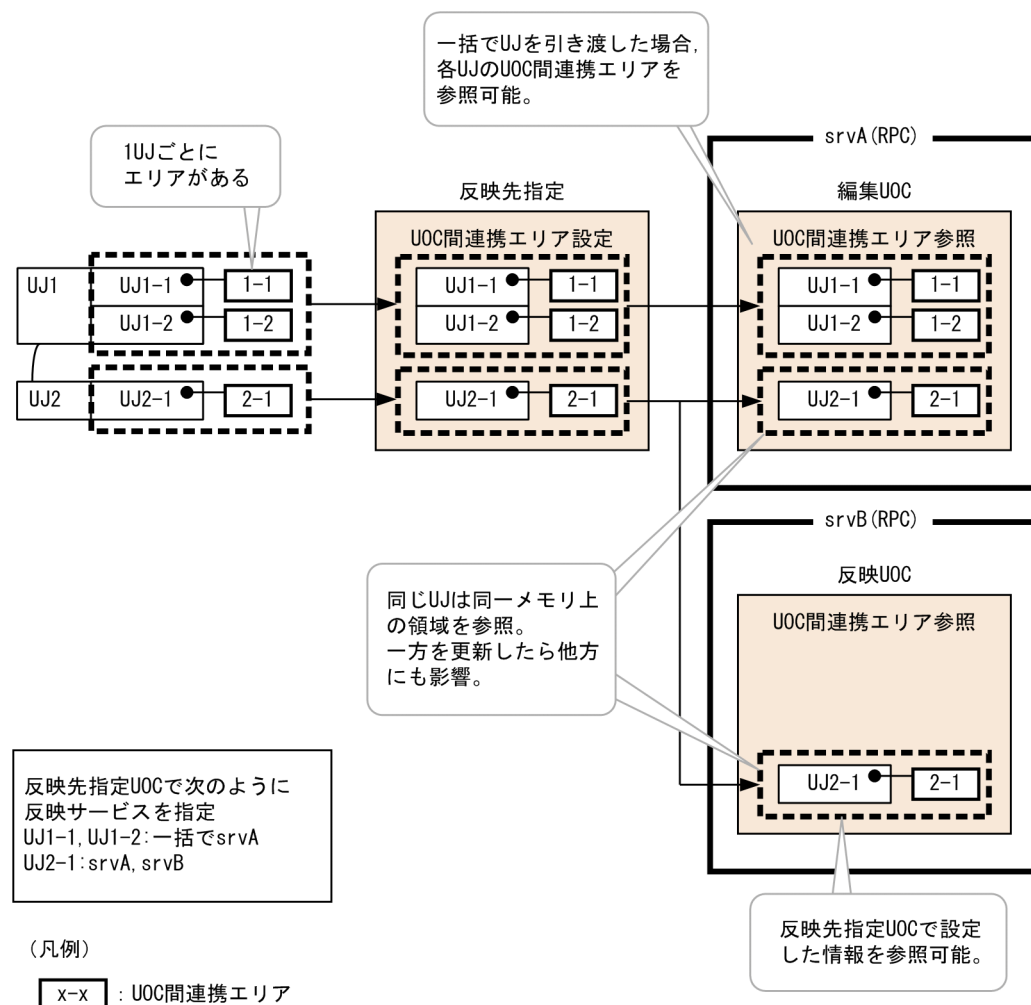 一括でUJを引き渡した場合,
各UJのUOC間連携エリアを
参照可能。
srvA(RPC)
1UJごとに
エリアがある
反映先指定
編集UOC
UOC間連携エリア設定
UOC間連携エリア参照
UJ1
UJ1-1
1-1
UJ1-2
1-2
UJ2
UJ2-1
2-1
UJ1-1
1-1
UJ1-2
1-2
UJ2-1
2-1
UJ1-1
1-1
UJ1-2
1-2
UJ2-1
2-1
srvB(RPC)
反映UOC
UOC間連携エリア参照
同じUJは同一メモリ上
の領域を参照。
一方を更新したら他方
にも影響。
UJ2-1
2-1
反映先指定UOCで次のように
反映サービスを指定
UJ1-1,UJ1-2:一括でsrvA
UJ2-1:srvA,srvB
反映先指定UOCで設定
した情報を参照可能。
(凡例)
x-x :UOC間連携エリア